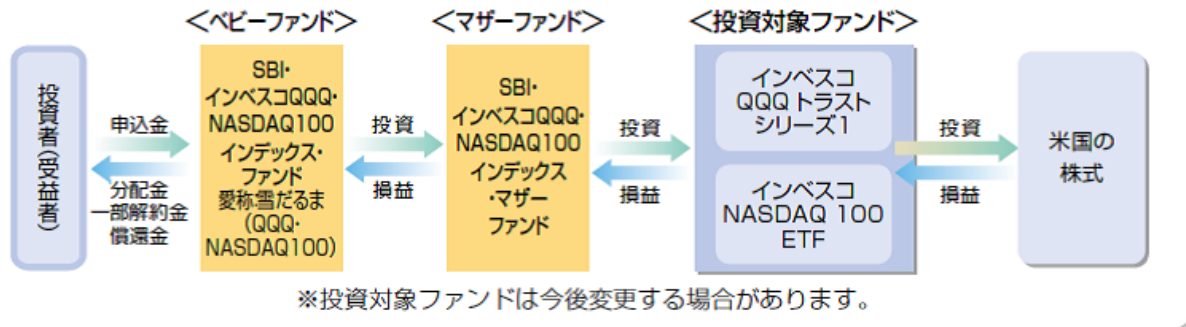 ＜ベビーファンド＞
＜マザーファンド＞
＜投資対象ファンド＞
投資者（受益者）
申込金
分配金
一部解約金
償還金
SBI・
インベスコQQQ・
NASDAQ100
インデックス・
ファンド
愛称:雪だるま
（QQQ・
NASDAQ100）
投資
損益
SBI・
インベスコQQQ・
NASDAQ100
インデックス
・マザー
ファンド
投資
損益
インベスコ
QQQ トラスト
シリーズ1
インベスコ
NASDAQ 100
ETF
投資
損益
米国の
株式
※投資対象ファンドは今後変更する場合があります。